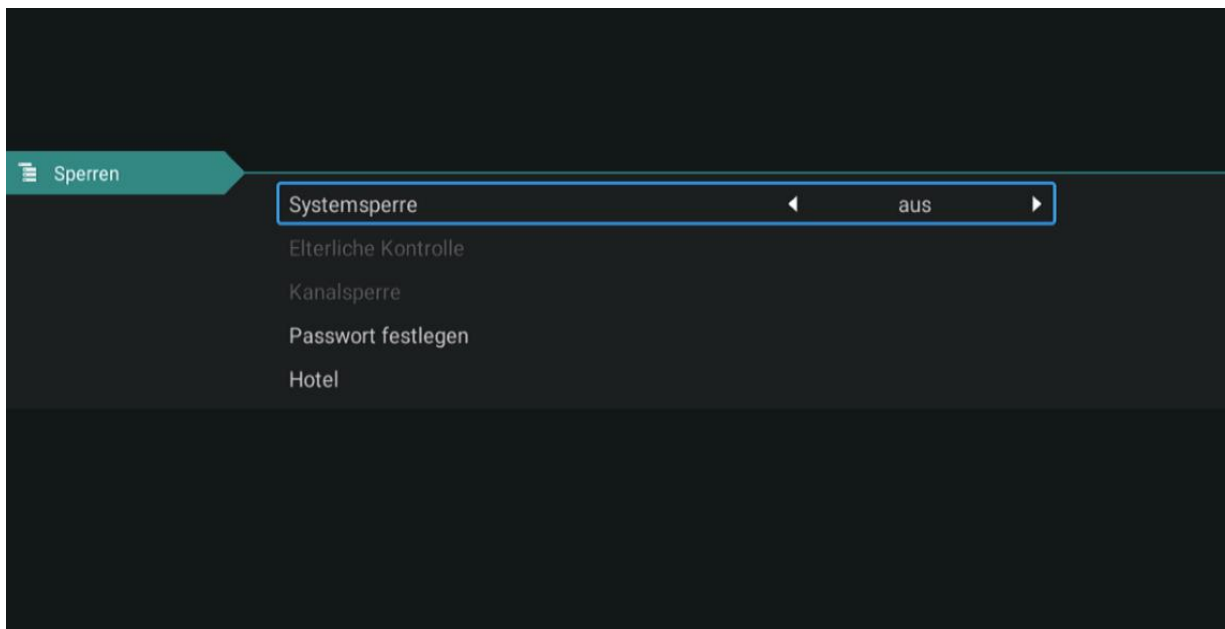 Sperren
Systemsperre aus
Elterliche Kontrolle
Kanalsperre
Passwort festlegen
Hotel